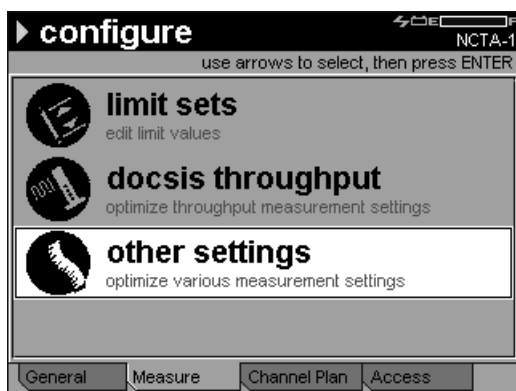 configure
E F
NCTA-1
use arrows to select, then press ENTER
limit sets
edit limit values
docsis throughput
optimize throughput measurement settings
other settings
optimize various measurement settings
General Measure Channel Plan Access